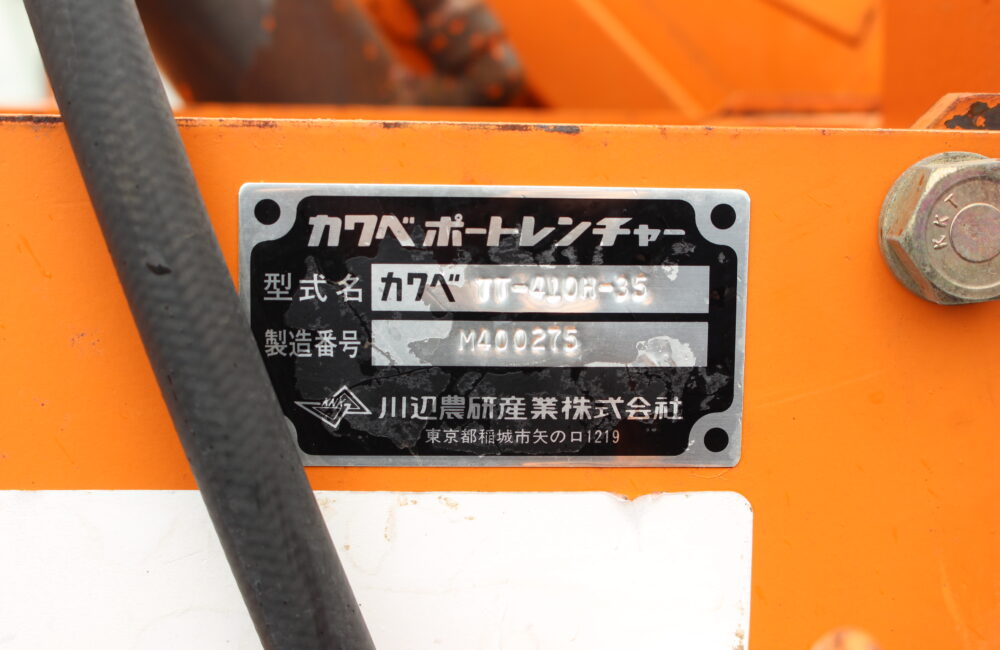 カワベ ポートレンチャー
型式名 カワベ TT-410H-35
製造番号 M400275
川辺農研産業株式会社
東京都稲城市矢の口1219
KKT